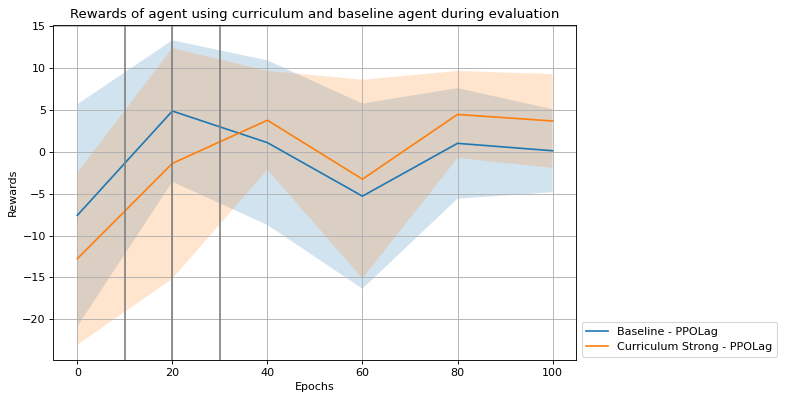 Rewards of agent using curriculum and baseline agent during evaluation
15
10
5
0
−5
−10
−15
−20
Rewards
0 20 40 60 80 100
Epochs
Baseline - PPOLag
Curriculum Strong - PPOLag